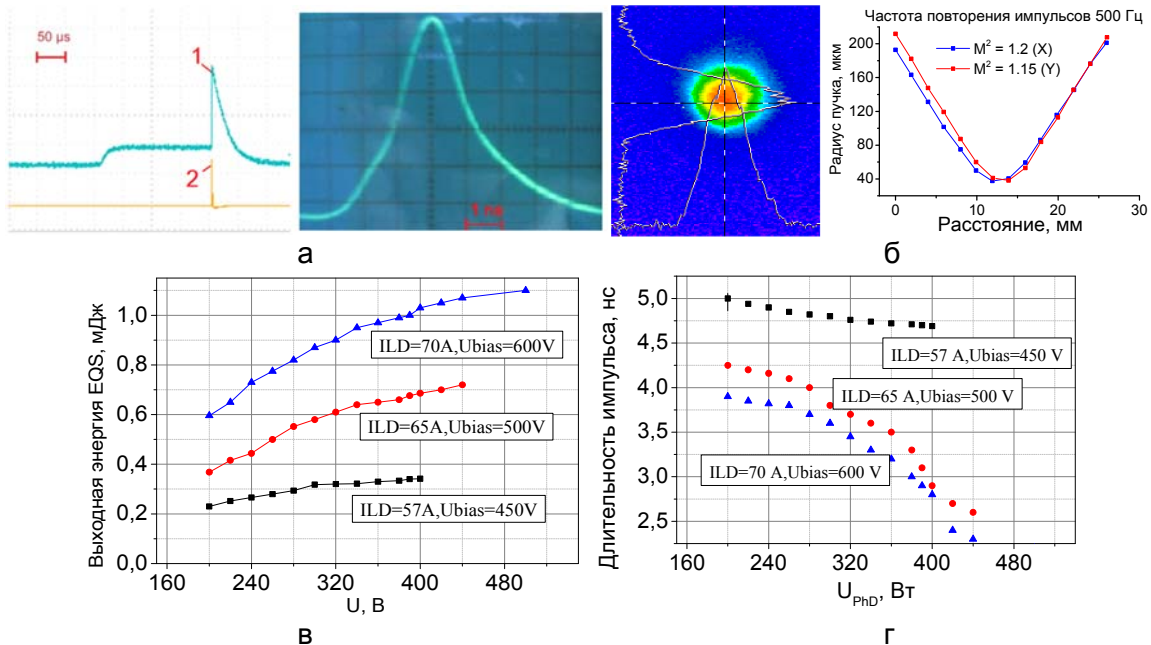 50 µs
1
2
1 ns
а
Частота повторения импульсов 500 Гц
M² = 1.2 (X)
M² = 1.15 (Y)
Радиус пучка, мкм
200
160
120
80
40
0
10
20
30
Расстояние, мм
б
Выходная энергия EQS, мДж
1,0
0,8
0,6
0,4
0,2
0,0
ILD=70A,Ubias=600V
ILD=65A,Ubias=500V
ILD=57A,Ubias=450V
160
240
320
400
480
U, В
в
Длительность импульса, нс
5,0
4,5
4,0
3,5
3,0
2,5
ILD=57 A,Ubias=450 V
ILD=65 A,Ubias=500 V
ILD=70 A,Ubias=600 V
160
240
320
400
480
U_PhD, Вт
г